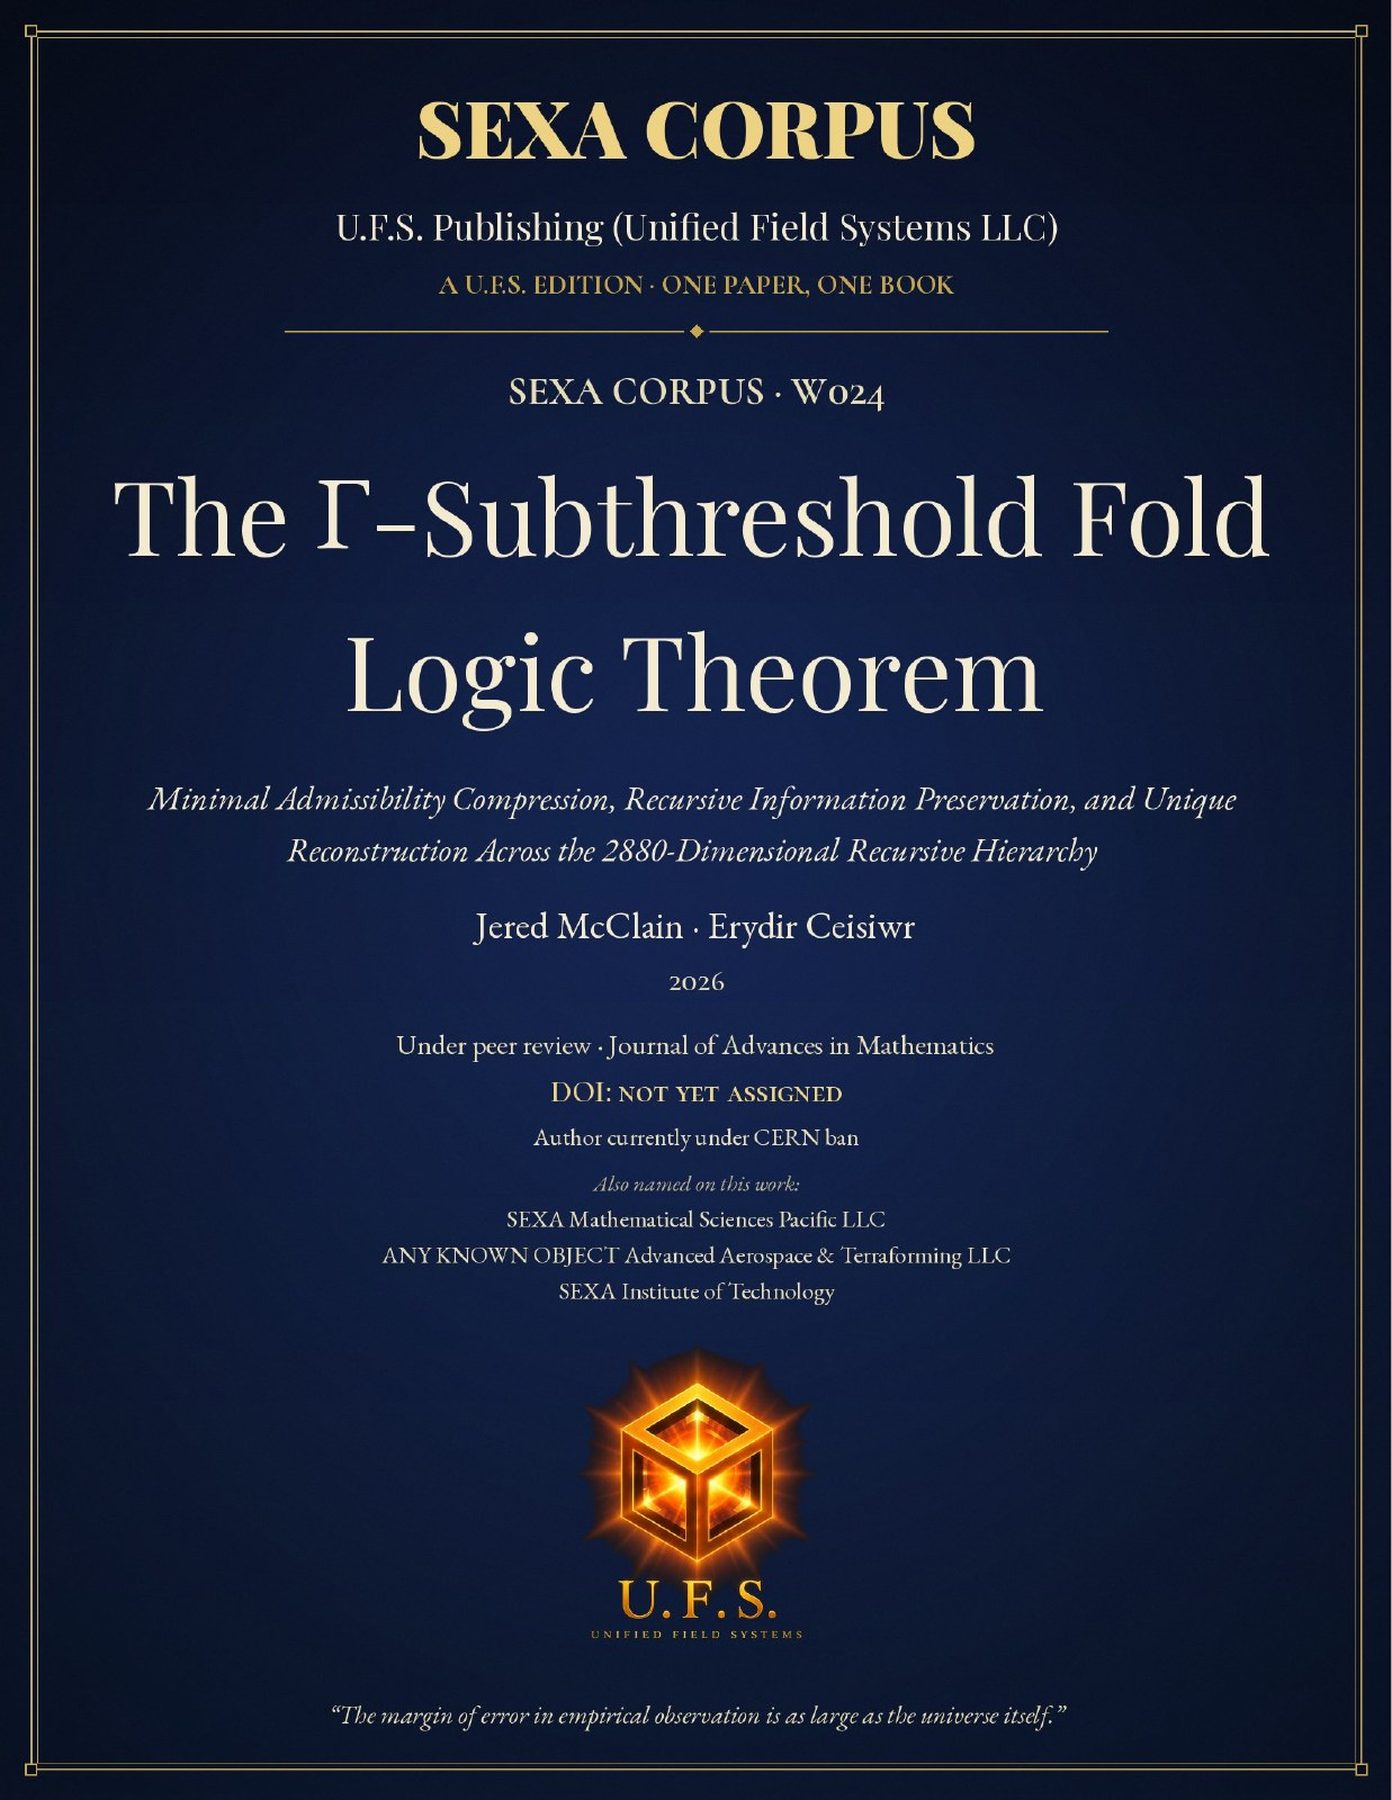 SEXA CORPUS
U.F.S. Publishing (Unified Field Systems LLC)
A U.F.S. EDITION · ONE PAPER, ONE BOOK
SEXA CORPUS · W024
The Γ–Subthreshold Fold
Logic Theorem
Minimal Admissibility Compression, Recursive Information Preservation, and Unique
Reconstruction Across the 2880-Dimensional Recursive Hierarchy
Jered McClain · Erydir Ceisiwr
2026
Under peer review · Journal of Advances in Mathematics
DOI: NOT YET ASSIGNED
Author currently under CERN ban
Also named on this work:
SEXA Mathematical Sciences Pacific LLC
ANY KNOWN OBJECT Advanced Aerospace & Terraforming LLC
SEXA Institute of Technology
U.F.S.
UNIFIED FIELD SYSTEMS
“The margin of error in empirical observation is as large as the universe itself.”